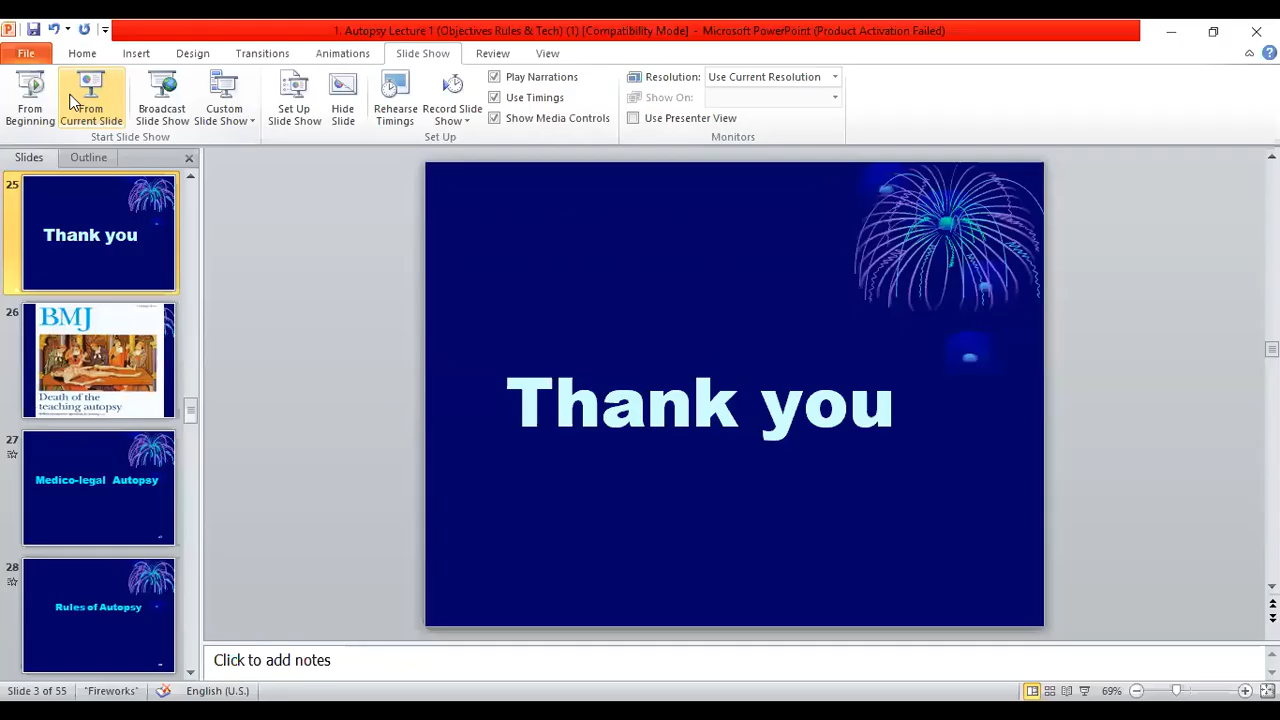 1. Autopsy Lecture 1 (Objectives Rules & Tech) (1) [Compatibility Mode] - Microsoft PowerPoint (Product Activation Failed)
File Home Insert Design Transitions Animations Slide Show Review View
From Beginning
From Current Slide
Broadcast Slide Show
Custom Slide Show
Start Slide Show
Set Up Slide Show
Hide Slide
Rehearse Timings
Record Slide Show
Play Narrations
Use Timings
Show Media Controls
Set Up
Resolution: Use Current Resolution
Show On:
Use Presenter View
Monitors
Slides Outline
25
Thank you
26
BMJ
Death of the
teaching autopsy
27
Medico-legal Autopsy
28
Rules of Autopsy
Thank you
Click to add notes
Slide 3 of 55 "Fireworks" English (U.S.) 69%